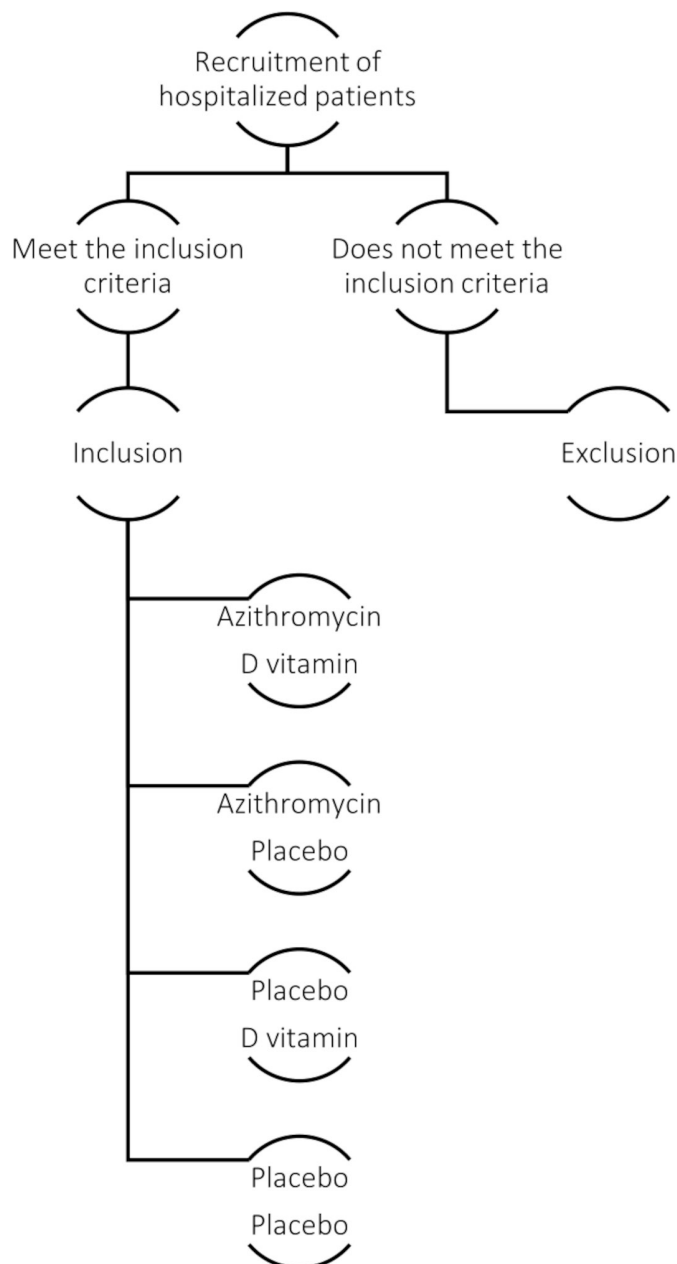 Recruitment of
hospitalized patients
Meet the inclusion
criteria
Does not meet the
inclusion criteria
Inclusion
Exclusion
Azithromycin
D vitamin
Azithromycin
Placebo
Placebo
D vitamin
Placebo
Placebo